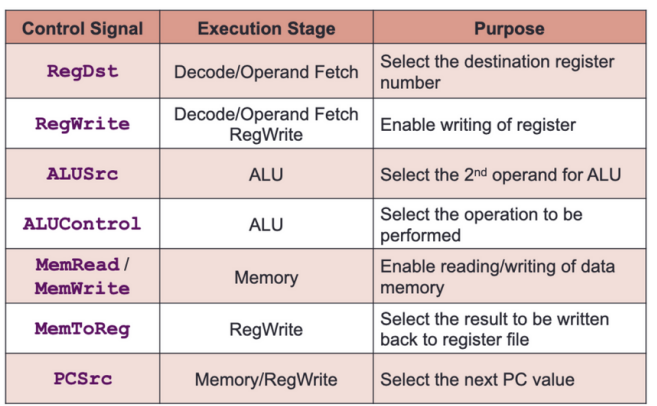 Control Signal Execution Stage Purpose
RegDst Decode/Operand Fetch Select the destination register
number
RegWrite Decode/Operand Fetch
RegWrite Enable writing of register
ALUSrc ALU Select the 2nd operand for ALU
ALUControl ALU Select the operation to be
performed
MemRead /
MemWrite Memory Enable reading/writing of data
memory
MemToReg RegWrite Select the result to be written
back to register file
PCSrc Memory/RegWrite Select the next PC value